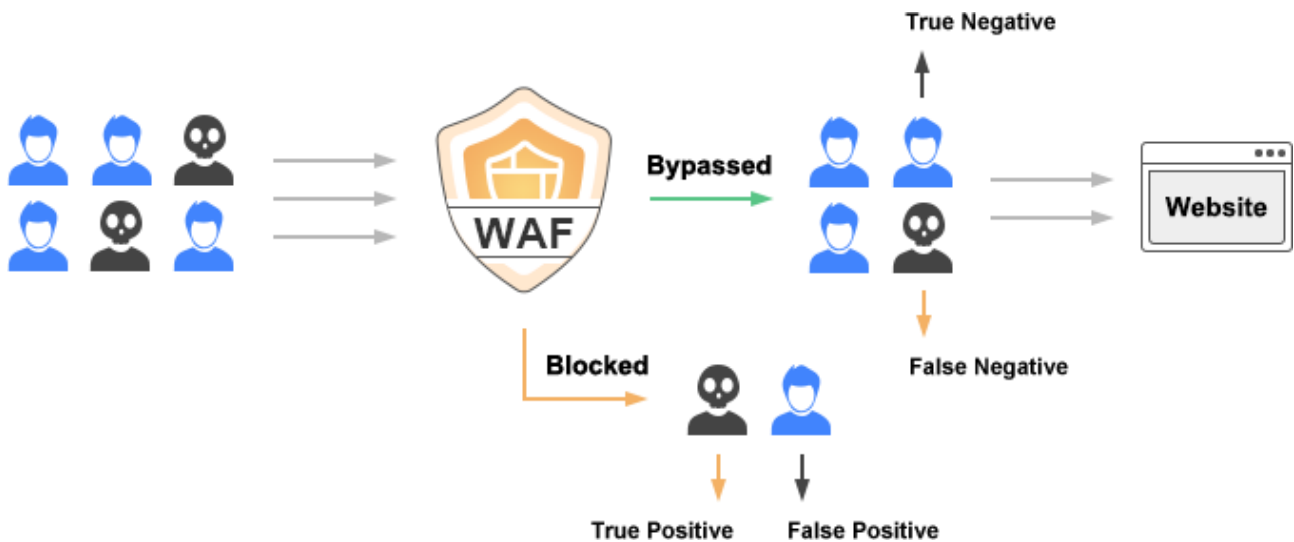 True Negative
Bypassed
WAF
Website
False Negative
Blocked
True Positive
False Positive